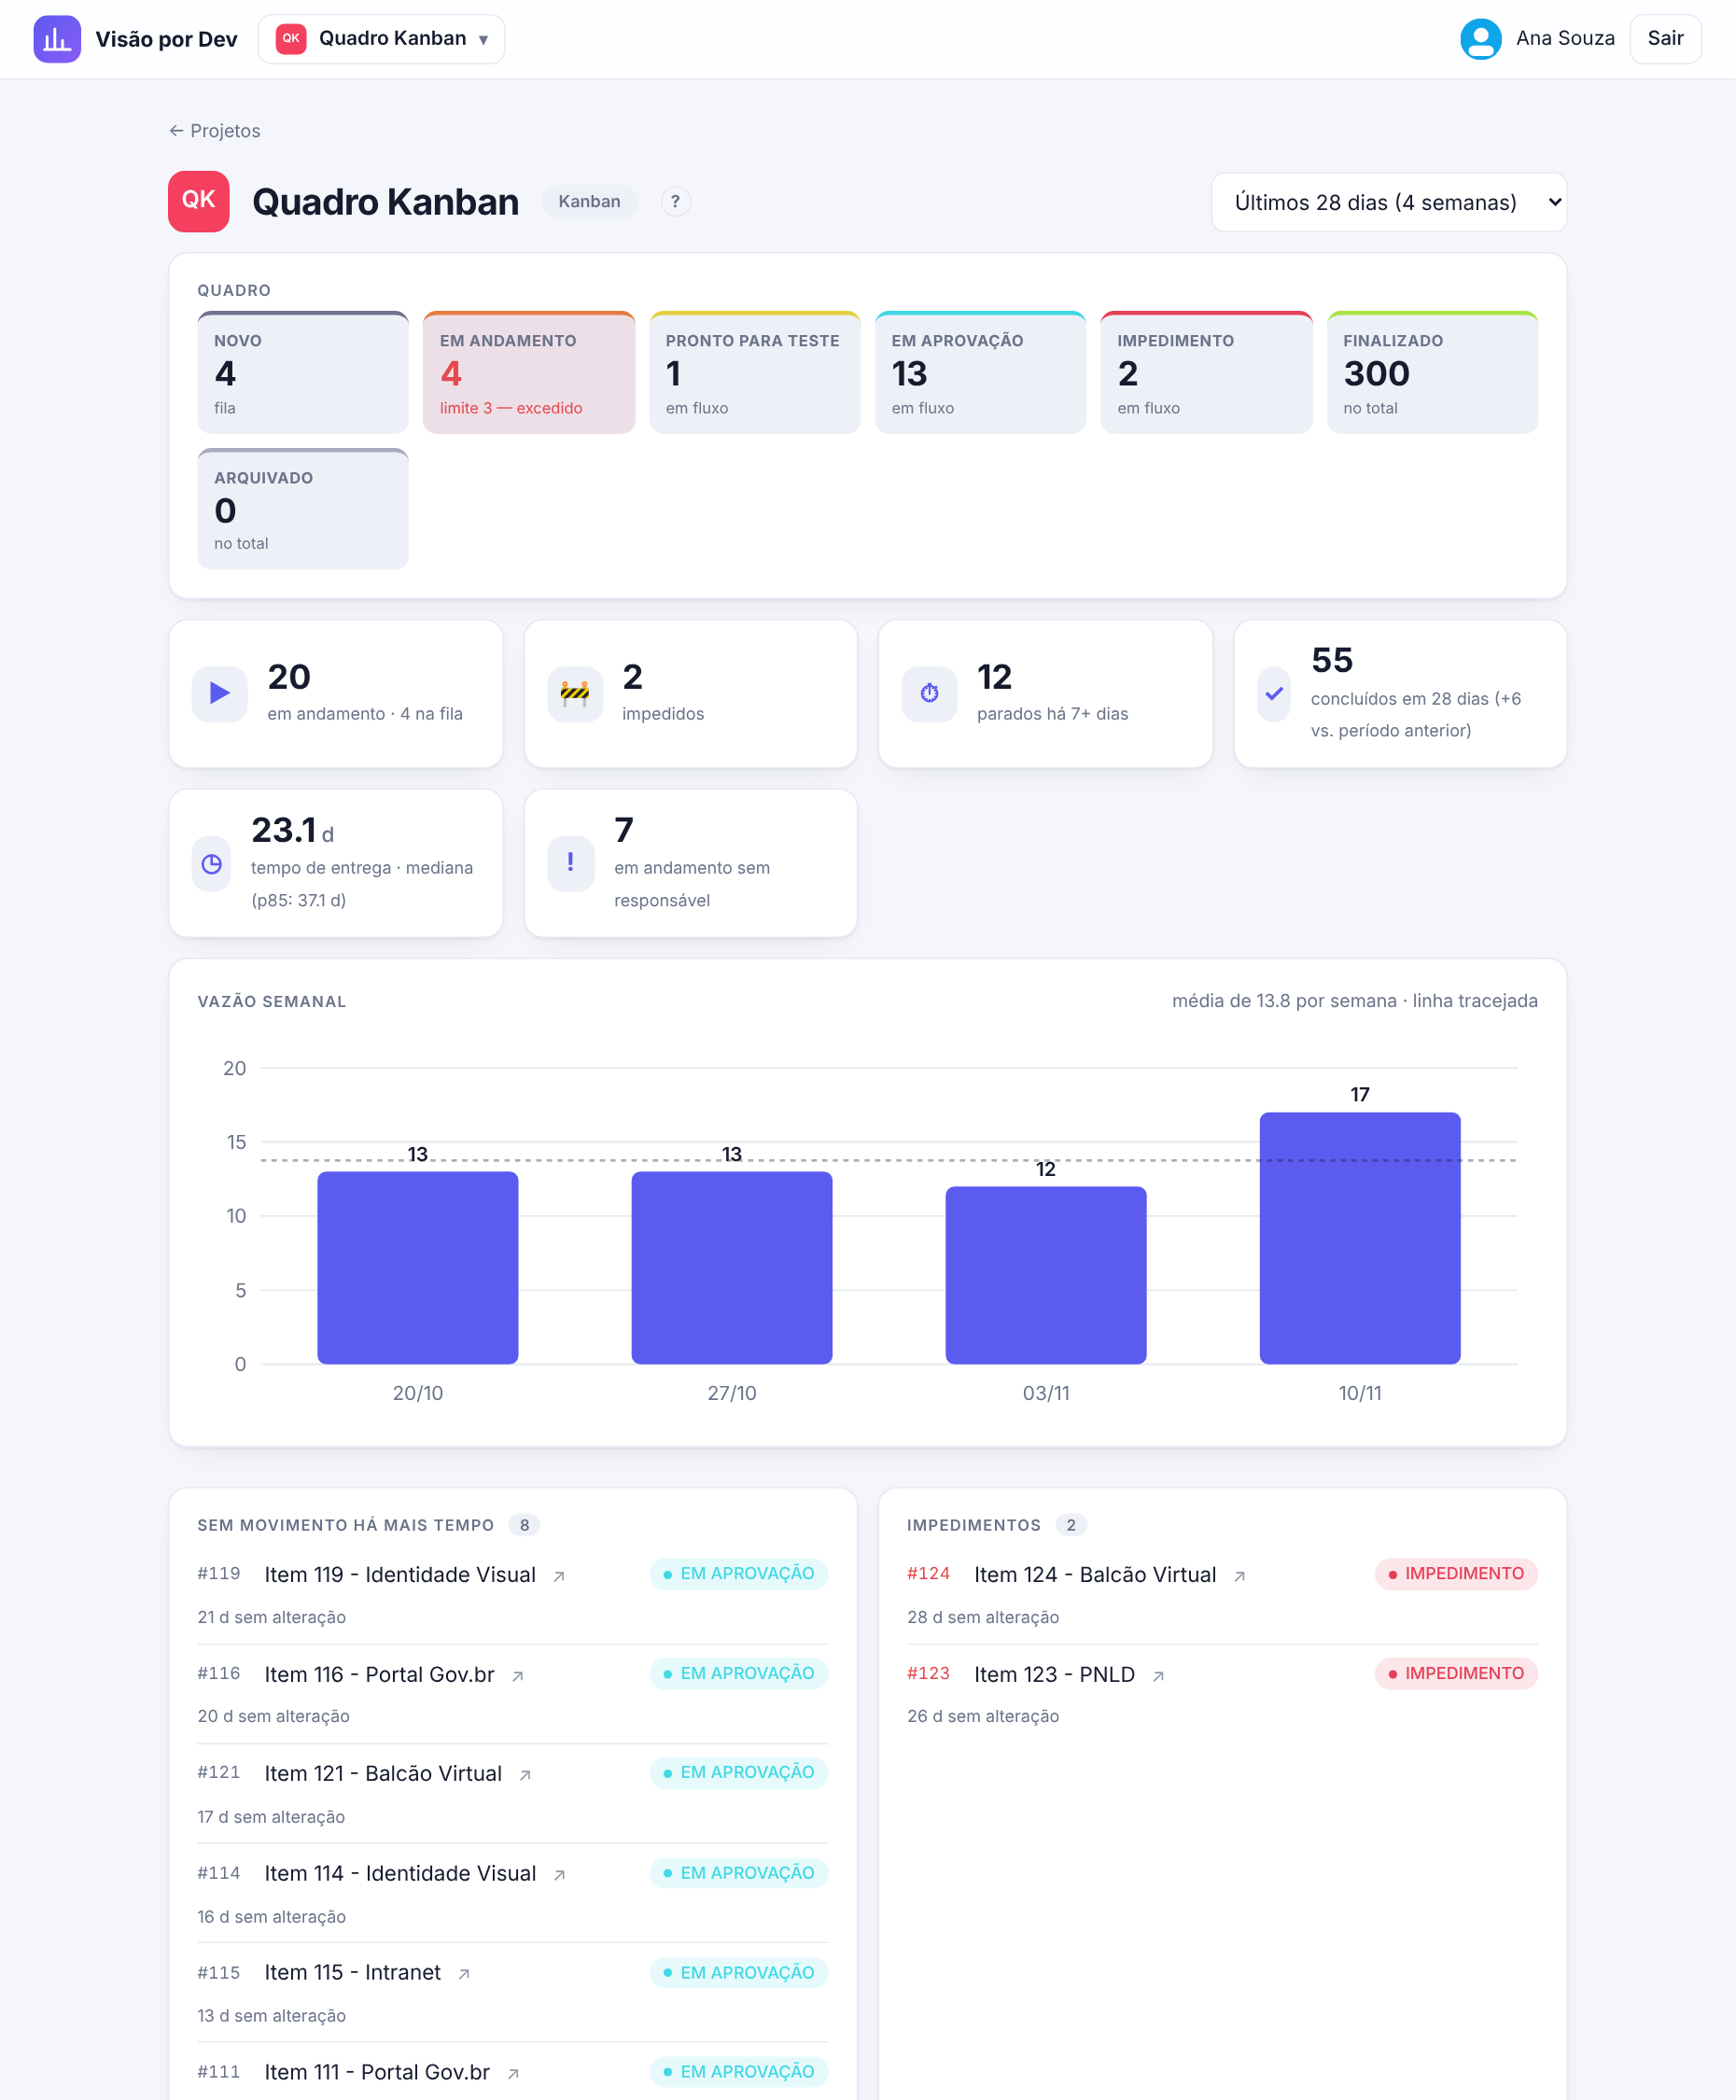 Visão por Dev
QK Quadro Kanban ▾
Ana Souza
Sair
← Projetos
QK Quadro Kanban
Kanban
?
Últimos 28 dias (4 semanas)
QUADRO
NOVO
4
fila
EM ANDAMENTO
4
limite 3 — excedido
PRONTO PARA TESTE
1
em fluxo
EM APROVAÇÃO
13
em fluxo
IMPEDIMENTO
2
em fluxo
FINALIZADO
300
no total
ARQUIVADO
0
no total
20
em andamento · 4 na fila
2
impedidos
12
parados há 7+ dias
55
concluídos em 28 dias (+6
vs. período anterior)
23.1 d
tempo de entrega · mediana
(p85: 37.1 d)
!
7
em andamento sem
responsável
VAZÃO SEMANAL
média de 13.8 por semana · linha tracejada
20
15
10
5
0
13
13
12
17
20/10
27/10
03/11
10/11
SEM MOVIMENTO HÁ MAIS TEMPO 8
#119 Item 119 - Identidade Visual ↗ EM APROVAÇÃO
21 d sem alteração
#116 Item 116 - Portal Gov.br ↗ EM APROVAÇÃO
20 d sem alteração
#121 Item 121 - Balcão Virtual ↗ EM APROVAÇÃO
17 d sem alteração
#114 Item 114 - Identidade Visual ↗ EM APROVAÇÃO
16 d sem alteração
#115 Item 115 - Intranet ↗ EM APROVAÇÃO
13 d sem alteração
#111 Item 111 - Portal Gov.br ↗ EM APROVAÇÃO
IMPEDIMENTOS 2
#124 Item 124 - Balcão Virtual ↗ IMPEDIMENTO
28 d sem alteração
#123 Item 123 - PNLD ↗ IMPEDIMENTO
26 d sem alteração